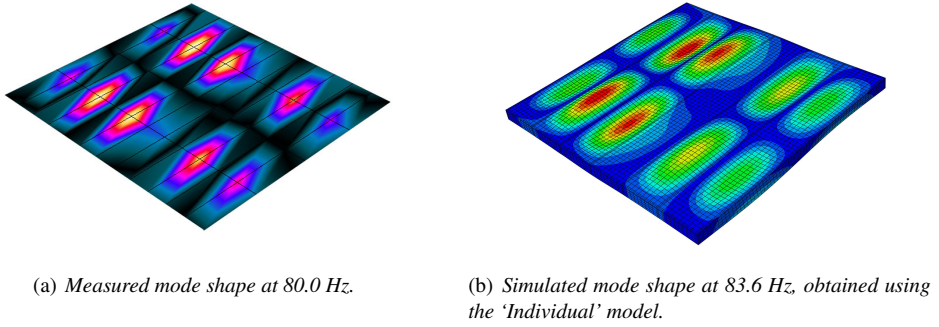 (a) Measured mode shape at 80.0 Hz.
(b) Simulated mode shape at 83.6 Hz, obtained using
the ‘Individual’ model.